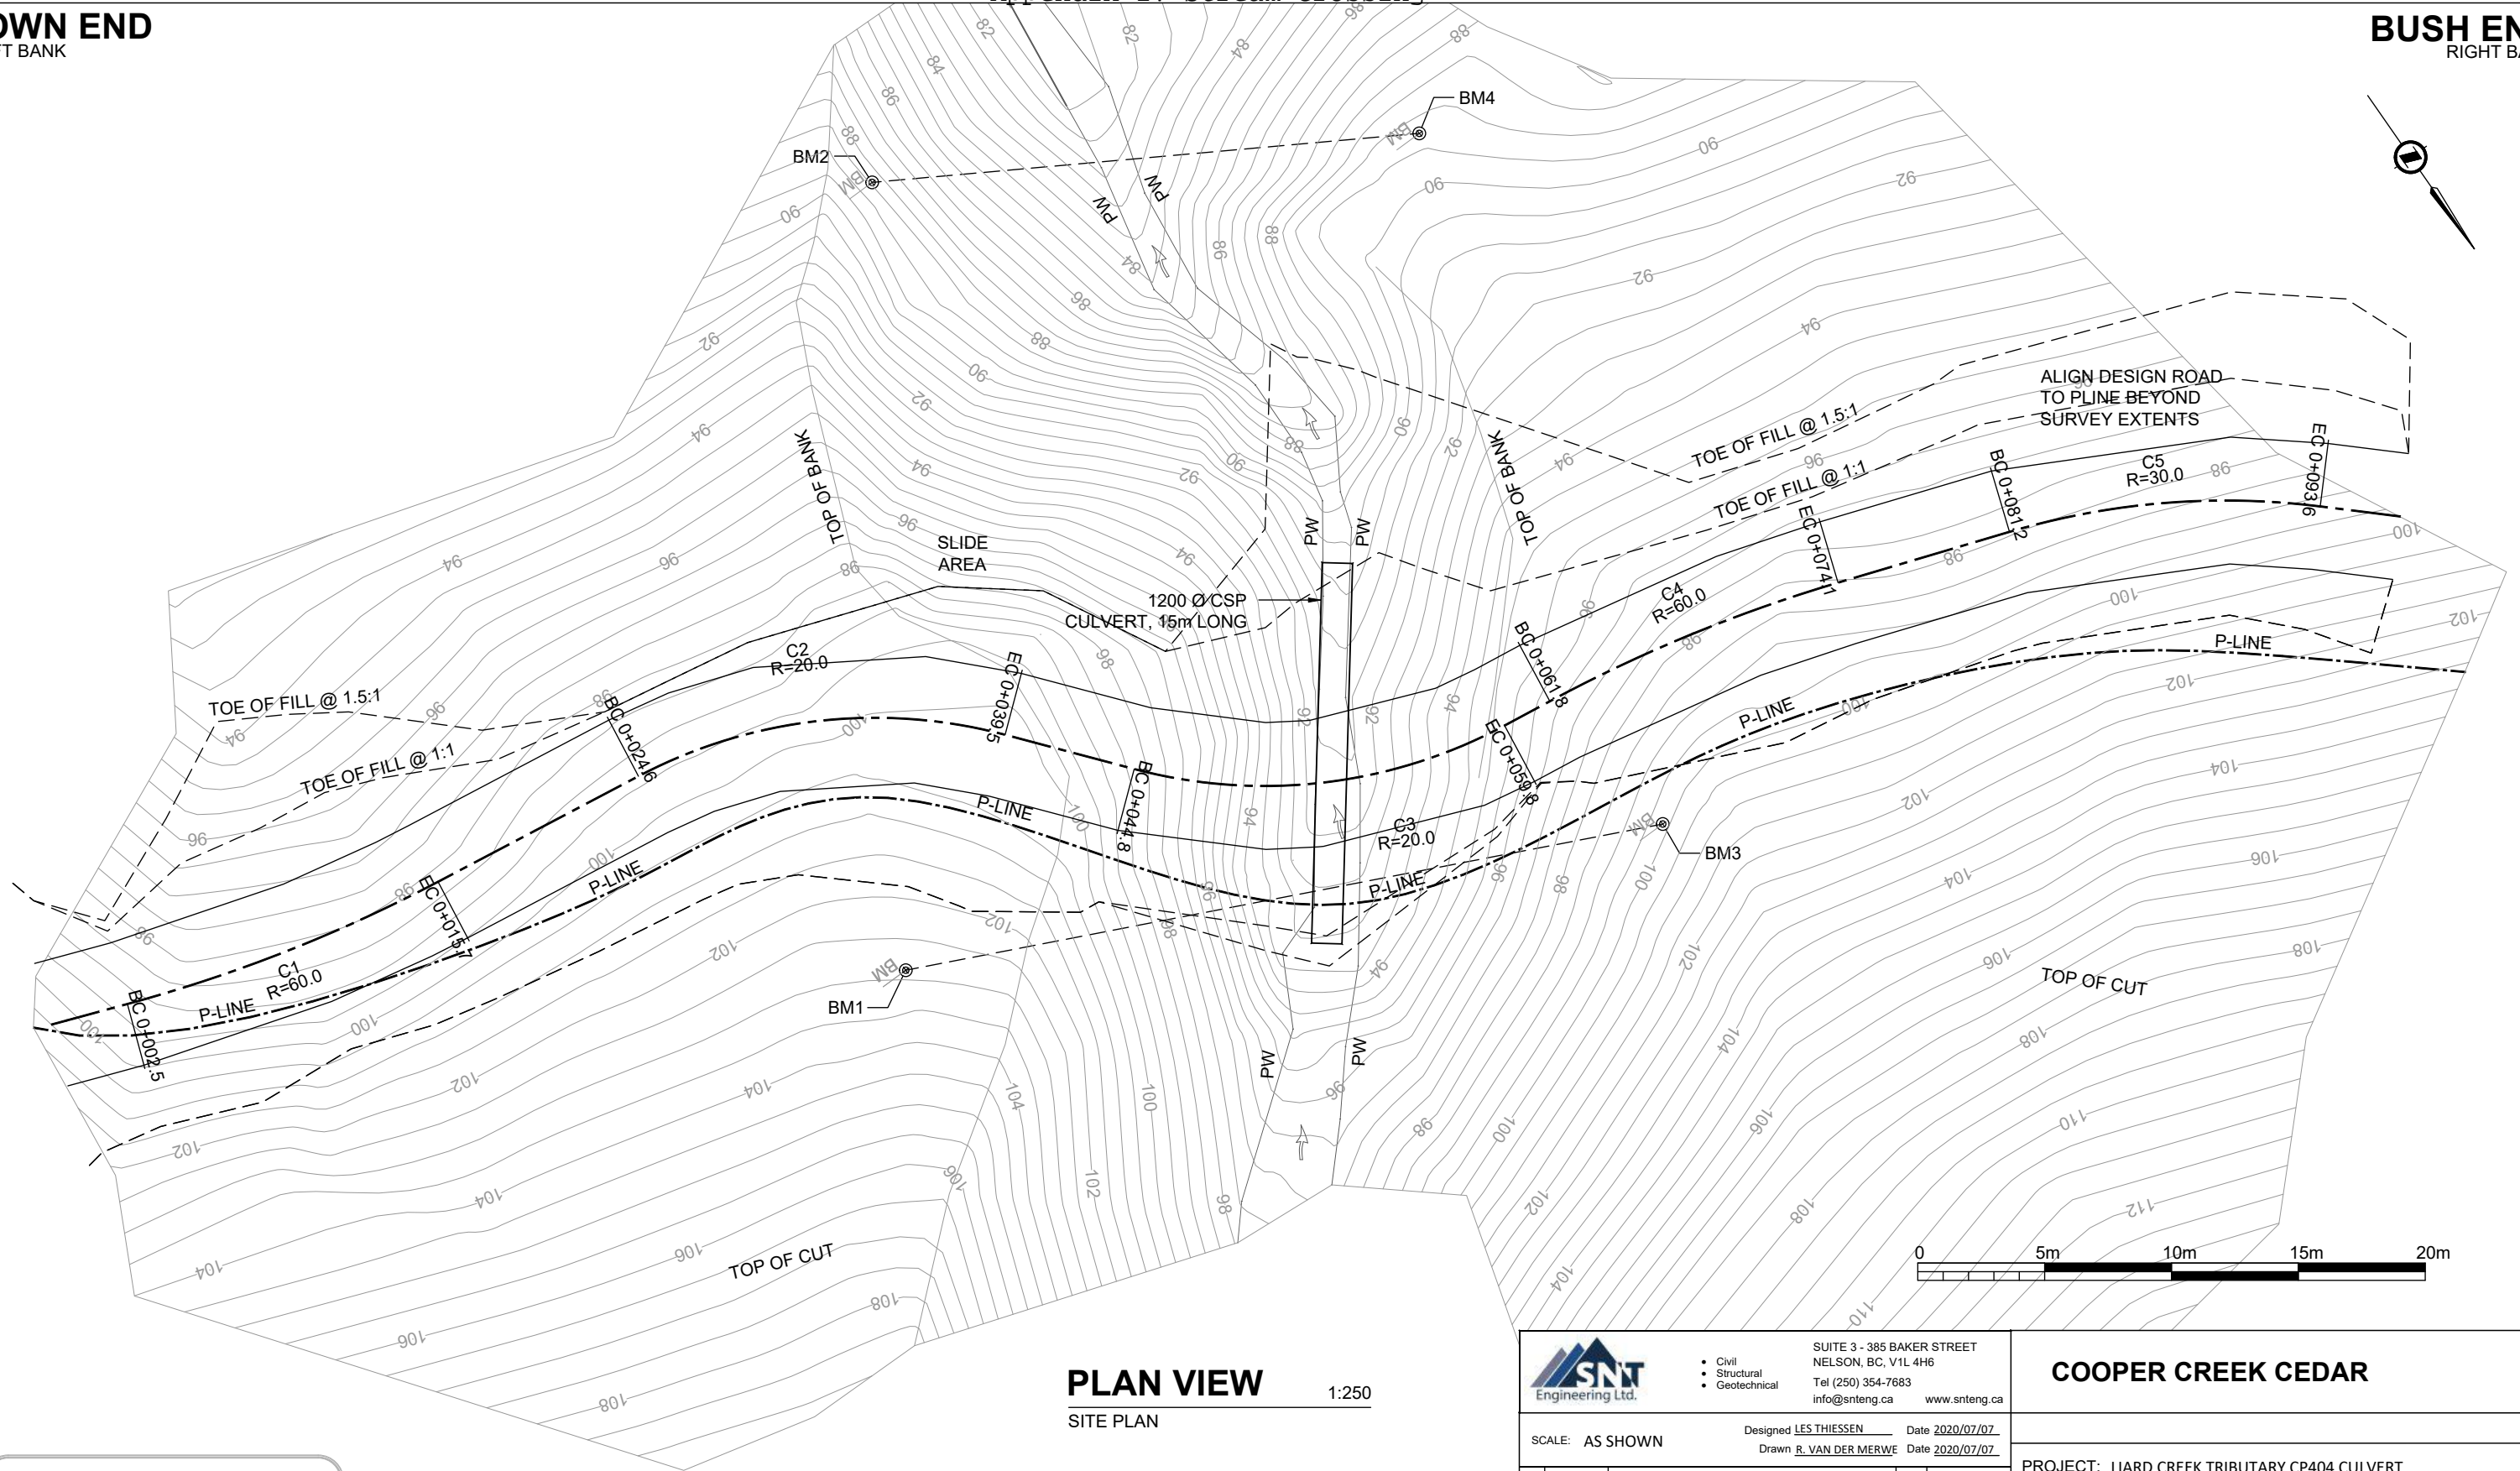 OWN END
FT BANK
BUSH EN
RIGHT BA
BM4
BM2
BM
BM
PW
PW
ALIGN DESIGN ROAD
TO PLINE BEYOND
SURVEY EXTENTS
TOE OF FILL @ 1.5:1
TOE OF FILL @ 1:1
TOP OF BANK
TOP OF BANK
EC 0+093.6
C5
R=30.0
BC 0+081.2
EC 0+074.1
SLIDE
AREA
PW
PW
1200 Ø CSP
CULVERT, 15m LONG
C4
R=60.0
BC 0+061.8
C2
R=20.0
EC 0+039.5
P-LINE
TOE OF FILL @ 1.5:1
BC 0+024.6
TOE OF FILL @ 1:1
P-LINE
EC 0+059.8
P-LINE
BC 0+044.8
C3
R=20.0
BM
BM3
P-LINE
P-LINE
EC 0+015.7
C1
R=60.0
P-LINE
BC 0+002.5
BM
BM1
TOP OF CUT
PW
PW
TOP OF CUT
0 5m 10m 15m 20m
PLAN VIEW 1:250
SITE PLAN
SNT
Engineering Ltd.
• Civil
• Structural
• Geotechnical
SUITE 3 - 385 BAKER STREET
NELSON, BC, V1L 4H6
Tel (250) 354-7683
info@snteng.ca www.snteng.ca
COOPER CREEK CEDAR
SCALE: AS SHOWN
Designed LES THIESSEN Date 2020/07/07
Drawn R. VAN DER MERWE Date 2020/07/07
PROJECT: LIARD CREEK TRIBUTARY CP404 CULVERT